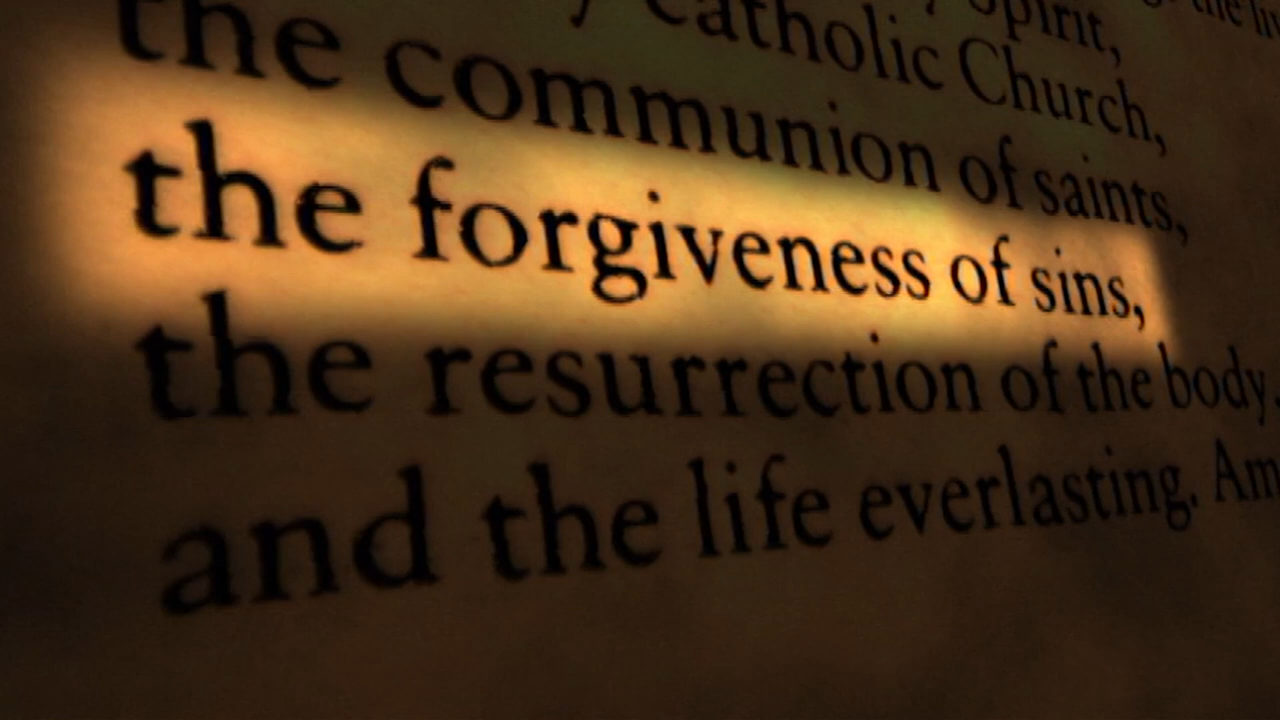 Spirit,
Catholic Church,
the communion of saints,
the forgiveness of sins,
the resurrection of the body,
and the life everlasting.